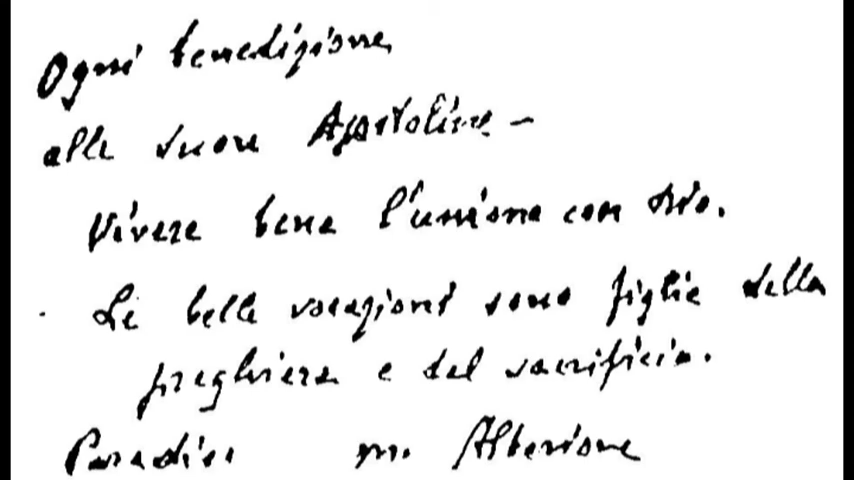 Ogni benedizione
alle suore Apostoline -
Vivere bene l'unione con Dio.
. Le belle vocazioni sono figlie della
preghiera e del sacrificio.
Paradiso m. Alberione